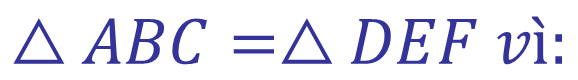 △ ABC = △ DEF vì: